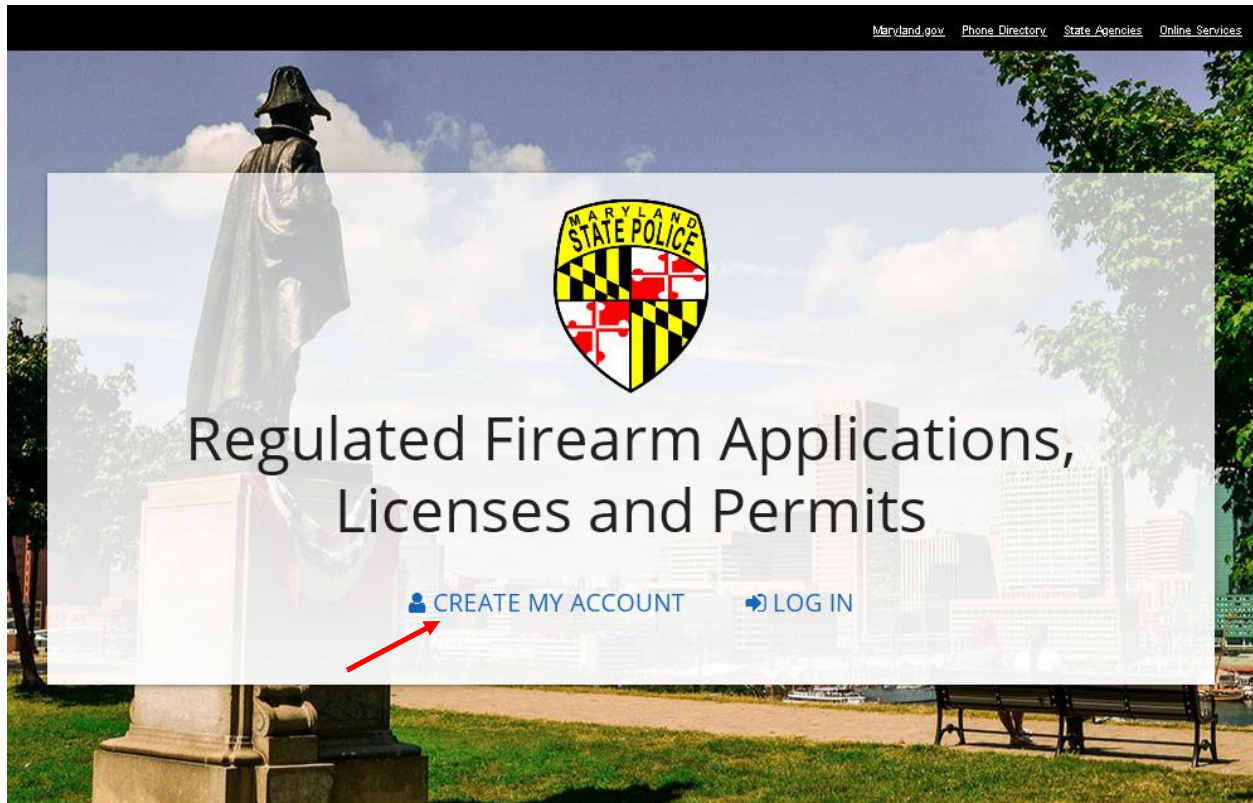 Maryland.gov Phone Directory State Agencies Online Services
MARYLAND
STATE POLICE
Regulated Firearm Applications,
Licenses and Permits
CREATE MY ACCOUNT LOG IN